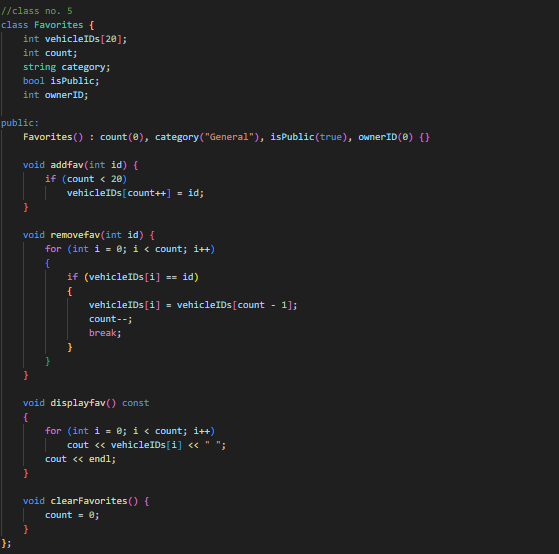 //class no. 5
class Favorites {
    int vehicleIDs[20];
    int count;
    string category;
    bool isPublic;
    int ownerID;

public:
    Favorites() : count(0), category("General"), isPublic(true), ownerID(0) {}

    void addfav(int id) {
        if (count < 20)
            vehicleIDs[count++] = id;
    }

    void removefav(int id) {
        for (int i = 0; i < count; i++)
        {
            if (vehicleIDs[i] == id)
            {
                vehicleIDs[i] = vehicleIDs[count - 1];
                count--;
                break;
            }
        }
    }

    void displayfav() const
    {
        for (int i = 0; i < count; i++)
            cout << vehicleIDs[i] << " ";
        cout << endl;
    }

    void clearFavorites() {
        count = 0;
    }
};